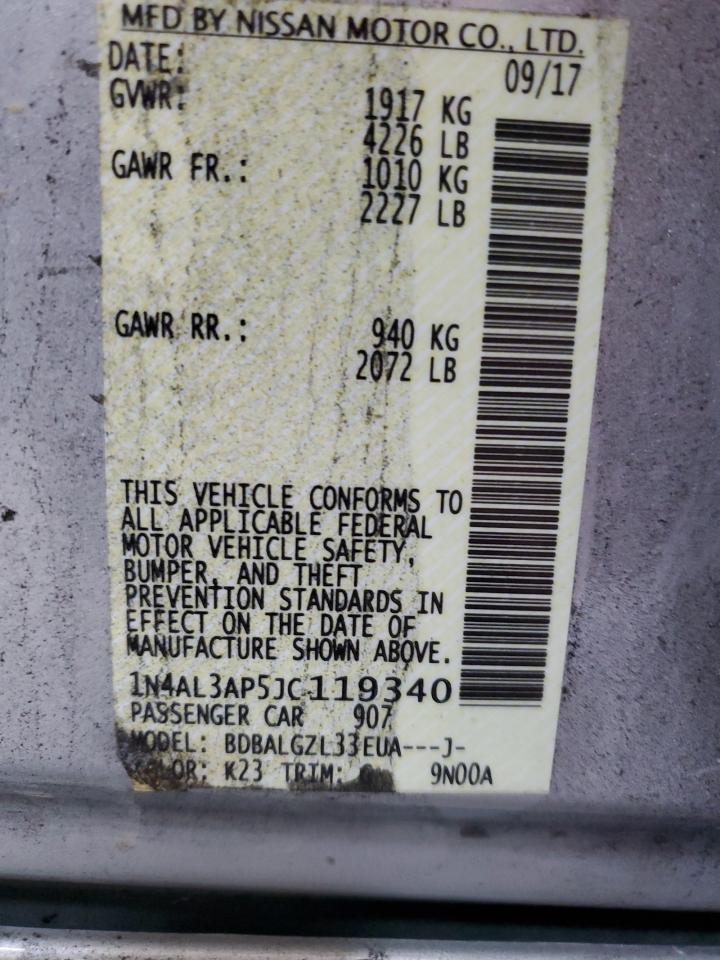 MFD BY NISSAN MOTOR CO., LTD.
DATE: 09/17
GVWR: 1917 KG
4226 LB
GAWR FR.: 1010 KG
2227 LB
GAWR RR.: 940 KG
2072 LB
THIS VEHICLE CONFORMS TO
ALL APPLICABLE FEDERAL
MOTOR VEHICLE SAFETY,
BUMPER, AND THEFT
PREVENTION STANDARDS IN
EFFECT ON THE DATE OF
MANUFACTURE SHOWN ABOVE.
1N4AL3AP5JC119340
PASSENGER CAR 907
MODEL: BDBALGZL33EUA---J-
COLOR: K23 TRIM: 9N00A